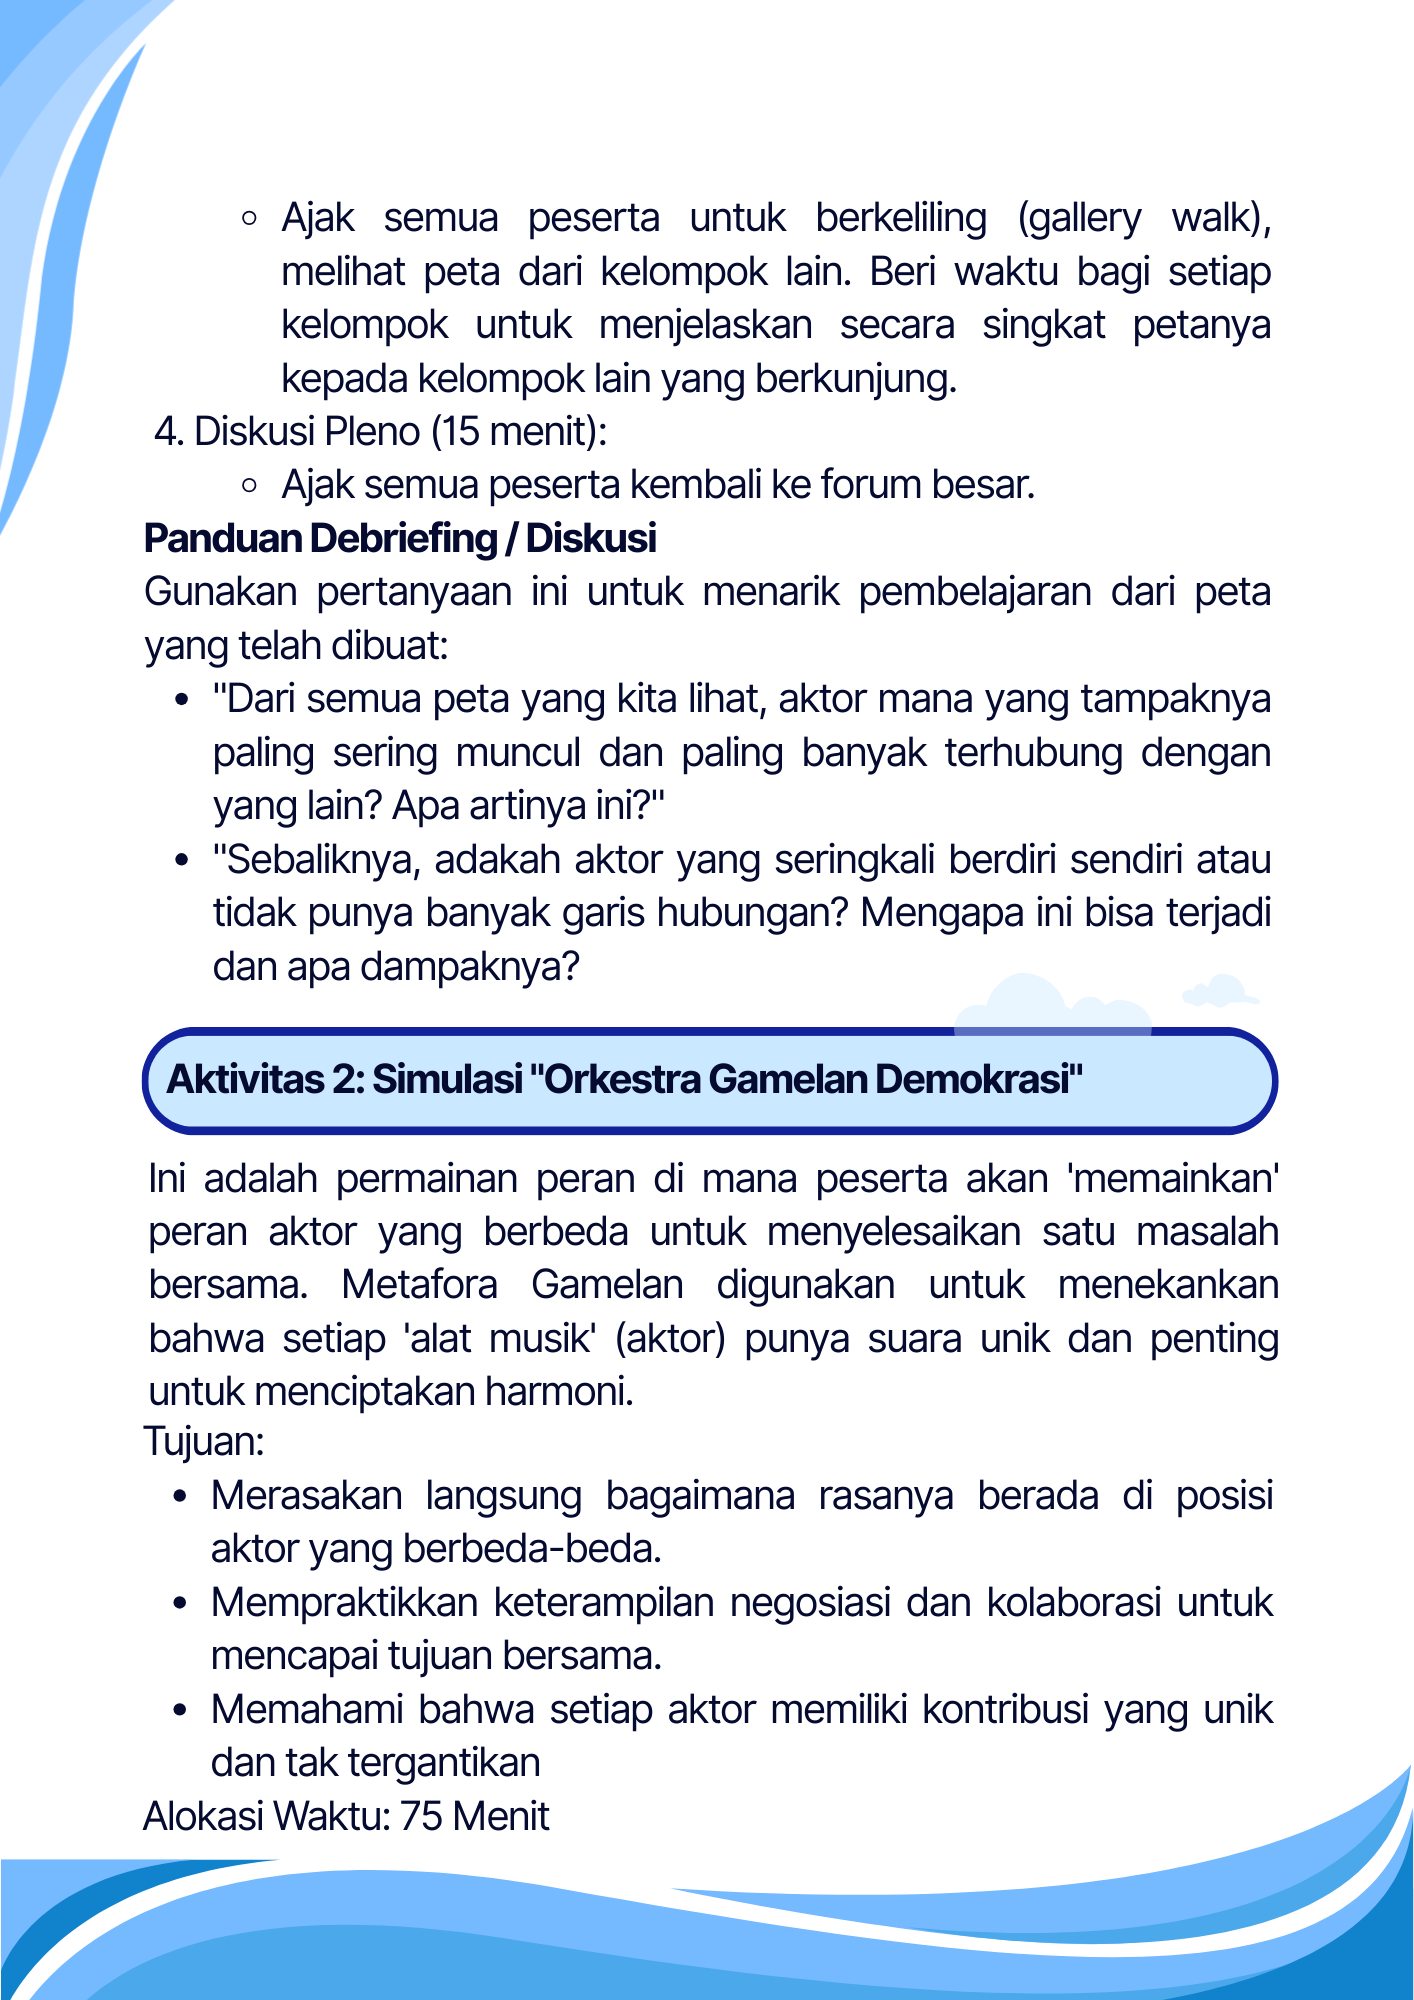 ◦ Ajak semua peserta untuk berkeliling (gallery walk),
melihat peta dari kelompok lain. Beri waktu bagi setiap
kelompok untuk menjelaskan secara singkat petanya
kepada kelompok lain yang berkunjung.
4. Diskusi Pleno (15 menit):
◦ Ajak semua peserta kembali ke forum besar.
Panduan Debriefing / Diskusi
Gunakan pertanyaan ini untuk menarik pembelajaran dari peta
yang telah dibuat:
• "Dari semua peta yang kita lihat, aktor mana yang tampaknya
paling sering muncul dan paling banyak terhubung dengan
yang lain? Apa artinya ini?"
• "Sebaliknya, adakah aktor yang seringkali berdiri sendiri atau
tidak punya banyak garis hubungan? Mengapa ini bisa terjadi
dan apa dampaknya?
Aktivitas 2: Simulasi "Orkestra Gamelan Demokrasi"
Ini adalah permainan peran di mana peserta akan 'memainkan'
peran aktor yang berbeda untuk menyelesaikan satu masalah
bersama. Metafora Gamelan digunakan untuk menekankan
bahwa setiap 'alat musik' (aktor) punya suara unik dan penting
untuk menciptakan harmoni.
Tujuan:
• Merasakan langsung bagaimana rasanya berada di posisi
aktor yang berbeda-beda.
• Mempraktikkan keterampilan negosiasi dan kolaborasi untuk
mencapai tujuan bersama.
• Memahami bahwa setiap aktor memiliki kontribusi yang unik
dan tak tergantikan
Alokasi Waktu: 75 Menit